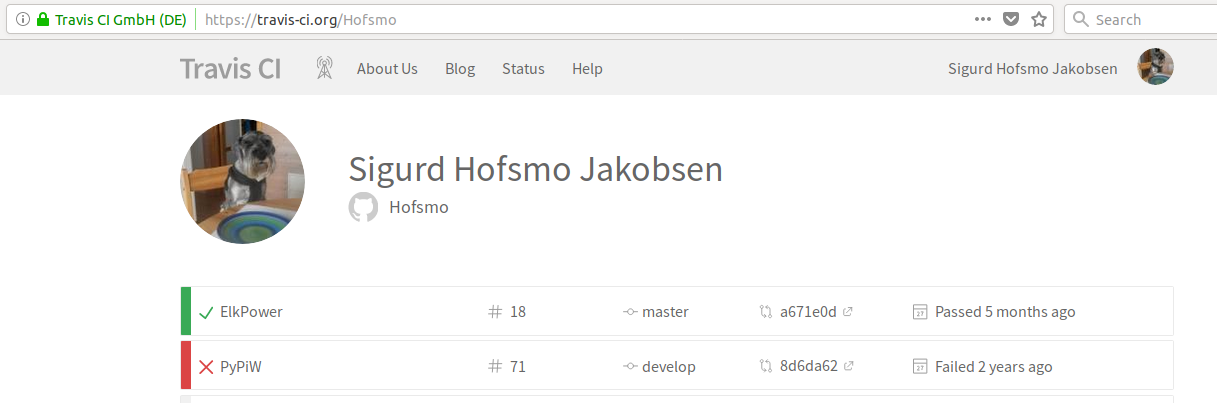 Travis CI GmbH (DE) https://travis-ci.org/Hofsmo Search
Travis CI About Us Blog Status Help Sigurd Hofsmo Jakobsen
Sigurd Hofsmo Jakobsen
Hofsmo
ElkPower # 18 master a671e0d 27 Passed 5 months ago
PyPiW # 71 develop 8d6da62 27 Failed 2 years ago